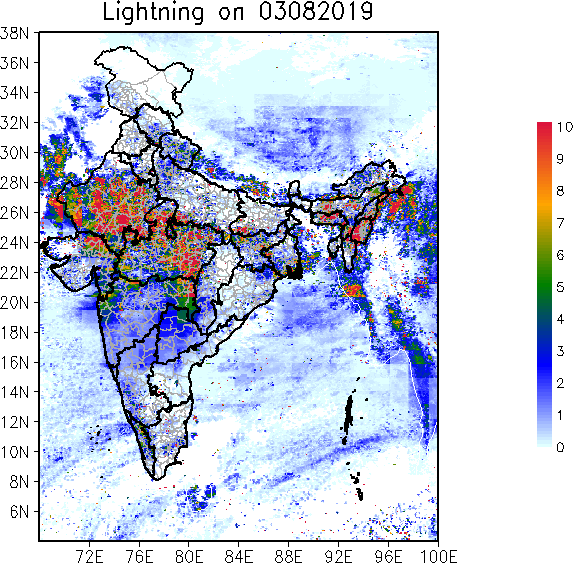 Lightning on 03082019
38N
36N
34N
32N
30N
28N
26N
24N
22N
20N
18N
16N
14N
12N
10N
8N
6N
72E 76E 80E 84E 88E 92E 96E 100E
10
9
8
7
6
5
4
3
2
1
0